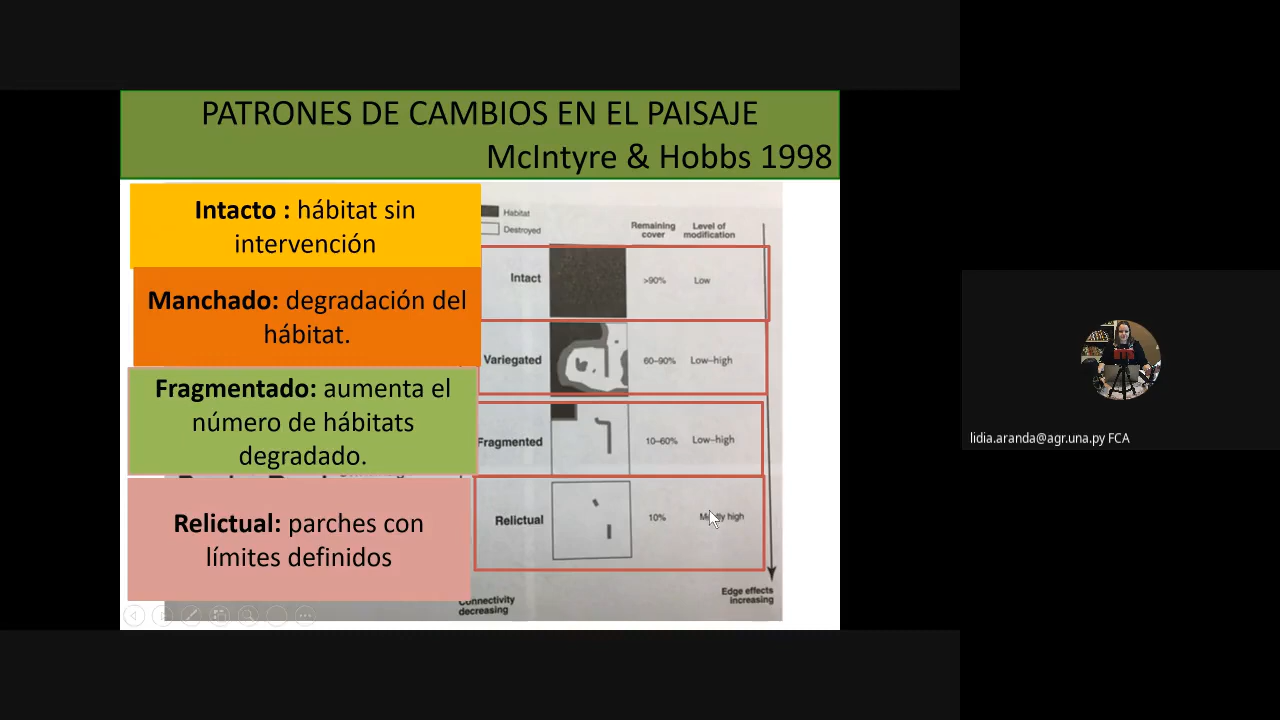 PATRONES DE CAMBIOS EN EL PAISAJE
McIntyre & Hobbs 1998
Intacto : hábitat sin
intervención
Manchado: degradación del
hábitat.
Fragmentado: aumenta el
número de hábitats
degradado.
Relictual: parches con
límites definidos
Habitat
Destroyed
Remaining
cover
Level of
modification
Intact
>90%
Low
Variegated
60–90%
Low–high
Fragmented
10–60%
Low–high
Relictual
10%
high
Connectivity
decreasing
Edge effects
increasing
lidia.aranda@agr.una.py FCA